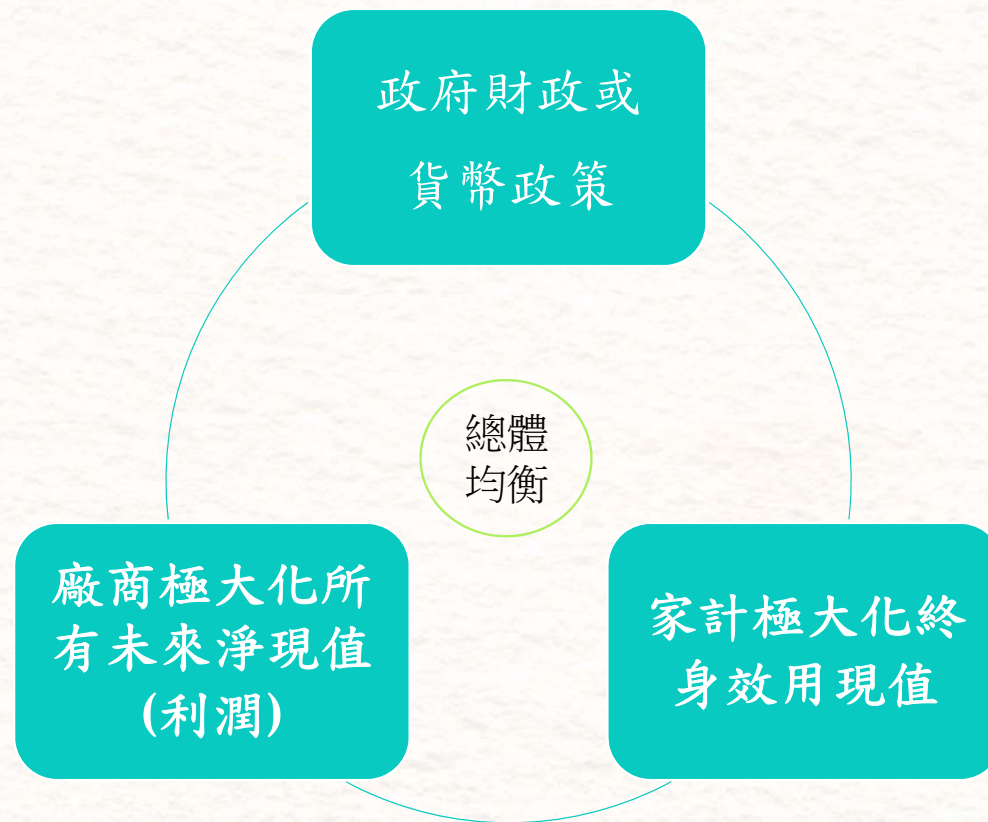 政府財政或
貨幣政策
總體
均衡
廠商極大化所
有未來淨現值
(利潤)
家計極大化終
身效用現值